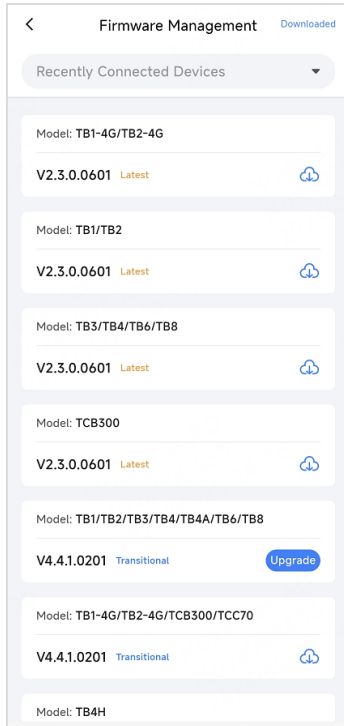 Firmware Management
Downloaded
Recently Connected Devices
Model: TB1-4G/TB2-4G
V2.3.0.0601 Latest
Model: TB1/TB2
V2.3.0.0601 Latest
Model: TB3/TB4/TB6/TB8
V2.3.0.0601 Latest
Model: TCB300
V2.3.0.0601 Latest
Model: TB1/TB2/TB3/TB4/TB4A/TB6/TB8
V4.4.1.0201 Transitional Upgrade
Model: TB1-4G/TB2-4G/TCB300/TCC70
V4.4.1.0201 Transitional
Model: TB4H